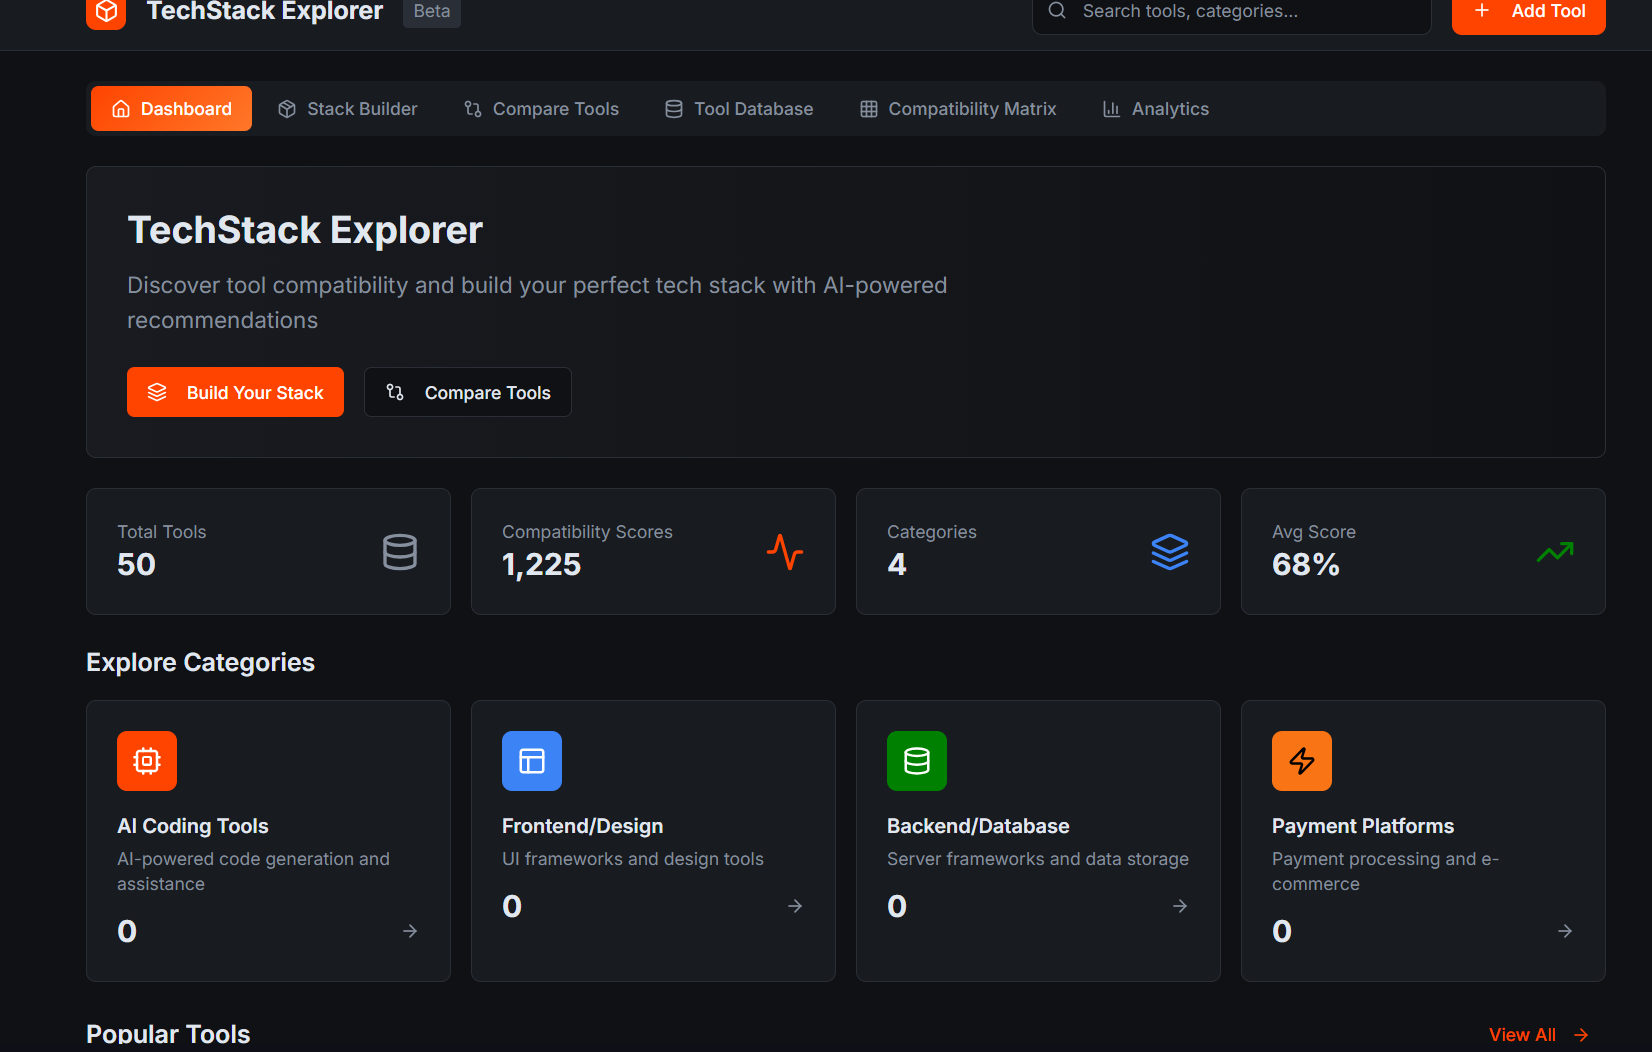 TechStack Explorer
Beta
Search tools, categories...
Add Tool
Dashboard
Stack Builder
Compare Tools
Tool Database
Compatibility Matrix
Analytics
TechStack Explorer
Discover tool compatibility and build your perfect tech stack with AI-powered
recommendations
Build Your Stack
Compare Tools
Total Tools
50
Compatibility Scores
1,225
Categories
4
Avg Score
68%
Explore Categories
AI Coding Tools
AI-powered code generation and
assistance
0
Frontend/Design
UI frameworks and design tools
0
Backend/Database
Server frameworks and data storage
0
Payment Platforms
Payment processing and e-
commerce
0
Popular Tools
View All